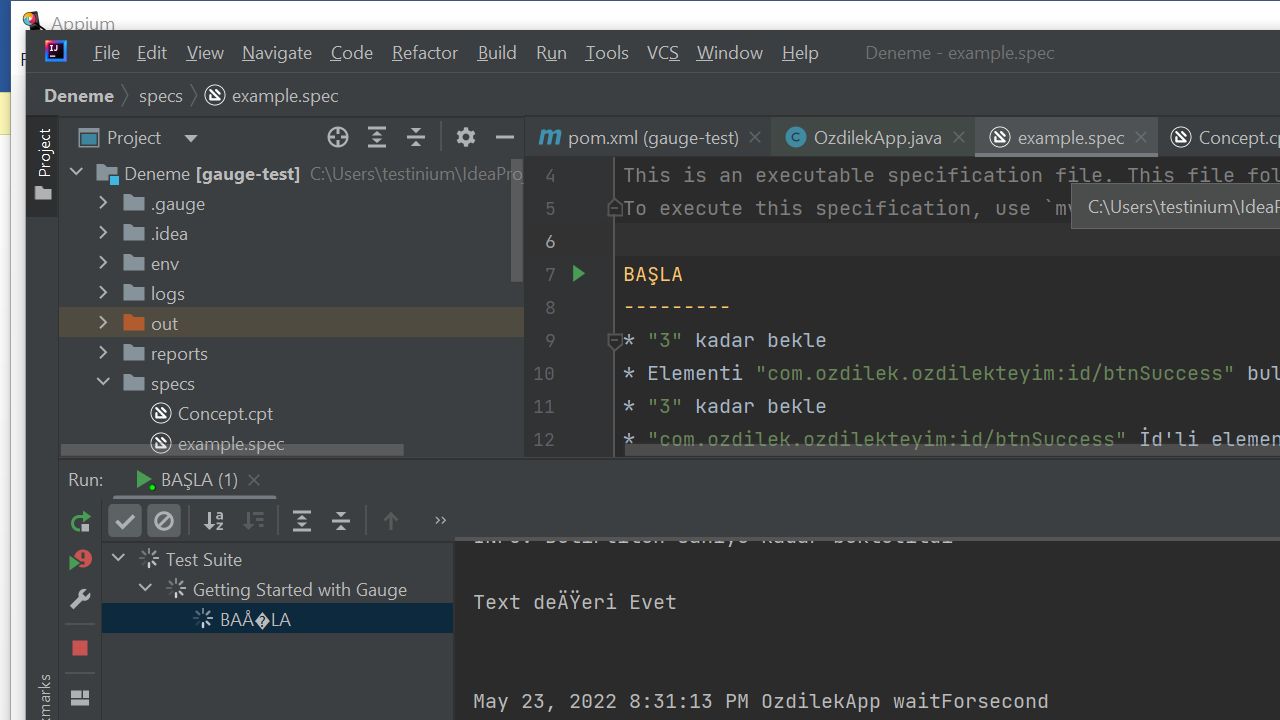 Appium
File Edit View Navigate Code Refactor Build Run Tools VCS Window Help Deneme - example.spec
Deneme specs example.spec
Project
Project
pom.xml (gauge-test) OzdilekApp.java example.spec
Deneme [gauge-test] C:\Users\testinium\IdeaPro
.gauge
.idea
env
logs
out
reports
specs
Concept.cpt
example.spec
4 This is an executable specification file. This file fol
5 To execute this specification, use `mv
C:\Users\testinium\IdeaP
6
7 BAŞLA
8 ---------
9 * "3" kadar bekle
10 * Elementi "com.ozdilek.ozdilekteyim:id/btnSuccess" bul
11 * "3" kadar bekle
12 * "com.ozdilek.ozdilekteyim:id/btnSuccess" İd'li elemen
Run: BAŞLA (1)
Test Suite
Getting Started with Gauge
BAÅ�LA
Text deÄŸeri Evet
May 23, 2022 8:31:13 PM OzdilekApp waitForsecond